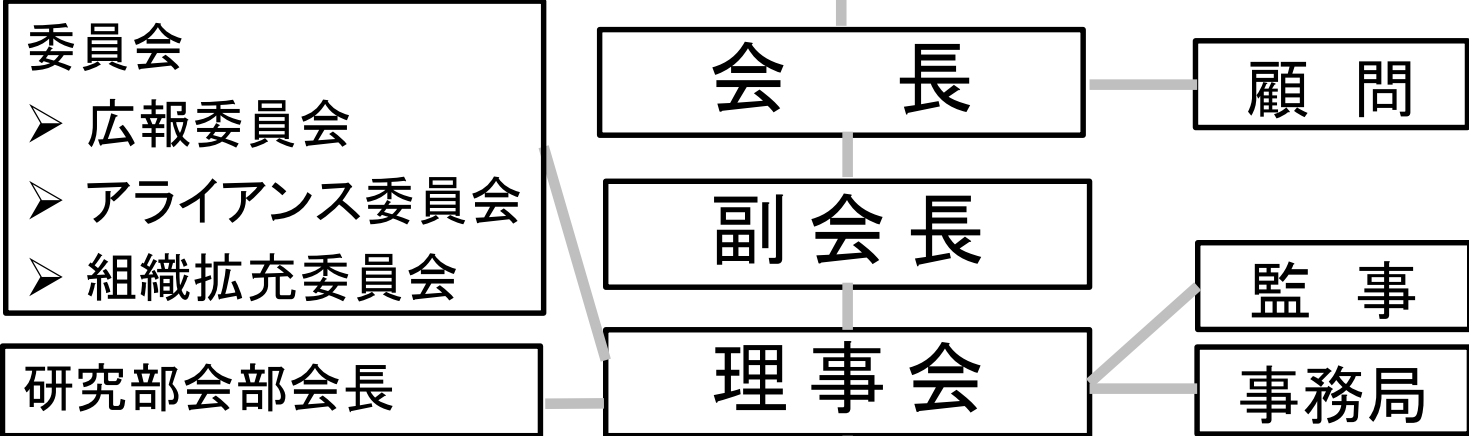 委員会
➢ 広報委員会
➢ アライアンス委員会
➢ 組織拡充委員会
研究部会部会長
会　長
副会長
理事会
顧　問
監　事
事務局